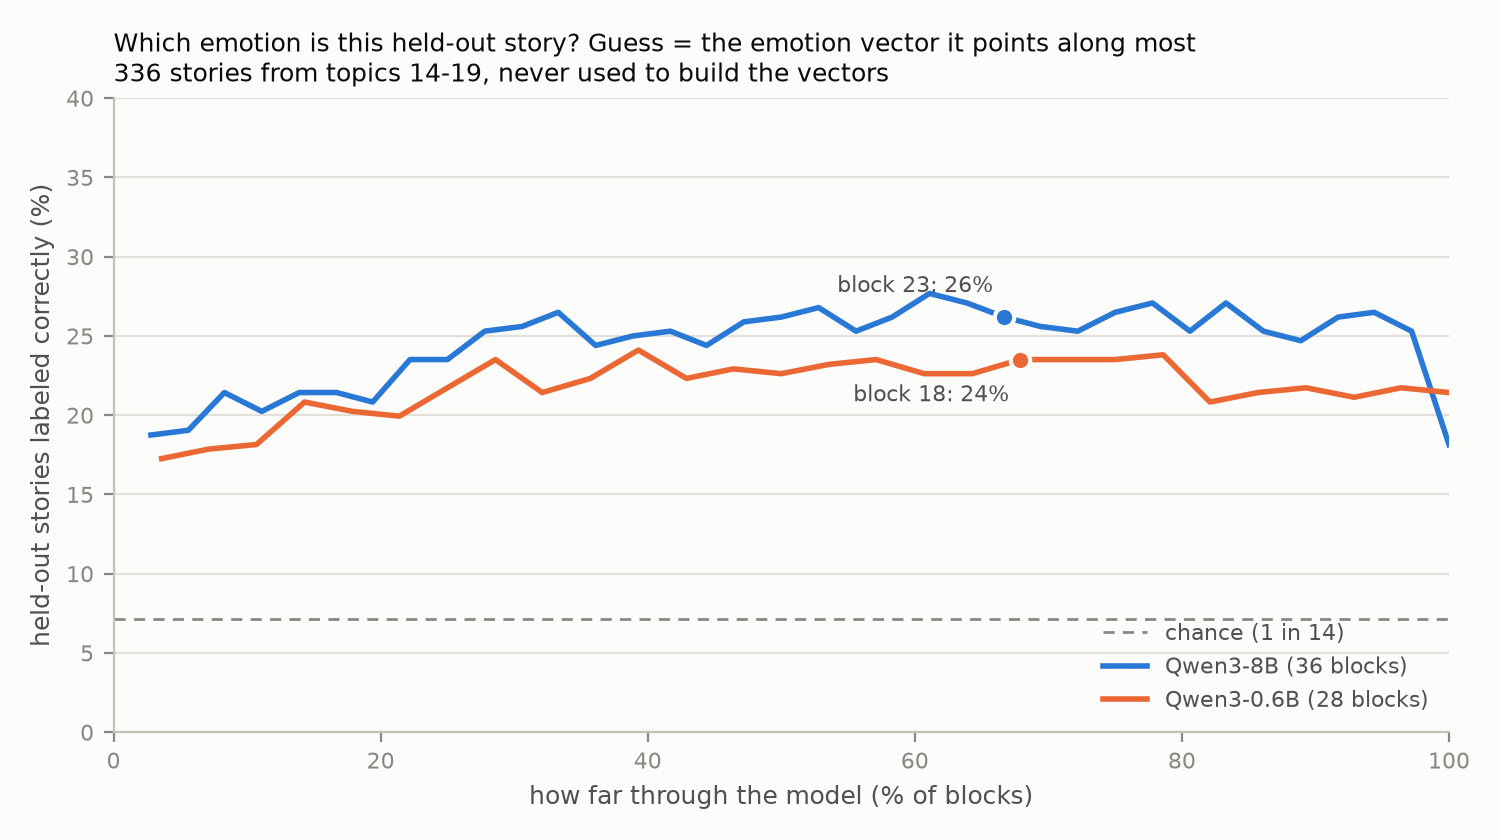 Which emotion is this held-out story? Guess = the emotion vector it points along most
336 stories from topics 14-19, never used to build the vectors
held-out stories labeled correctly (%)
40
35
30
25
20
15
10
5
0
block 23: 26%
block 18: 24%
chance (1 in 14)
Qwen3-8B (36 blocks)
Qwen3-0.6B (28 blocks)
0 20 40 60 80 100
how far through the model (% of blocks)